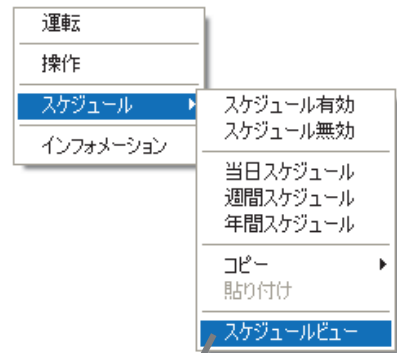 運転
操作
スケジュール
インフォメーション
スケジュール有効
スケジュール無効
当日スケジュール
週間スケジュール
年間スケジュール
コピー
貼り付け
スケジュールビュー